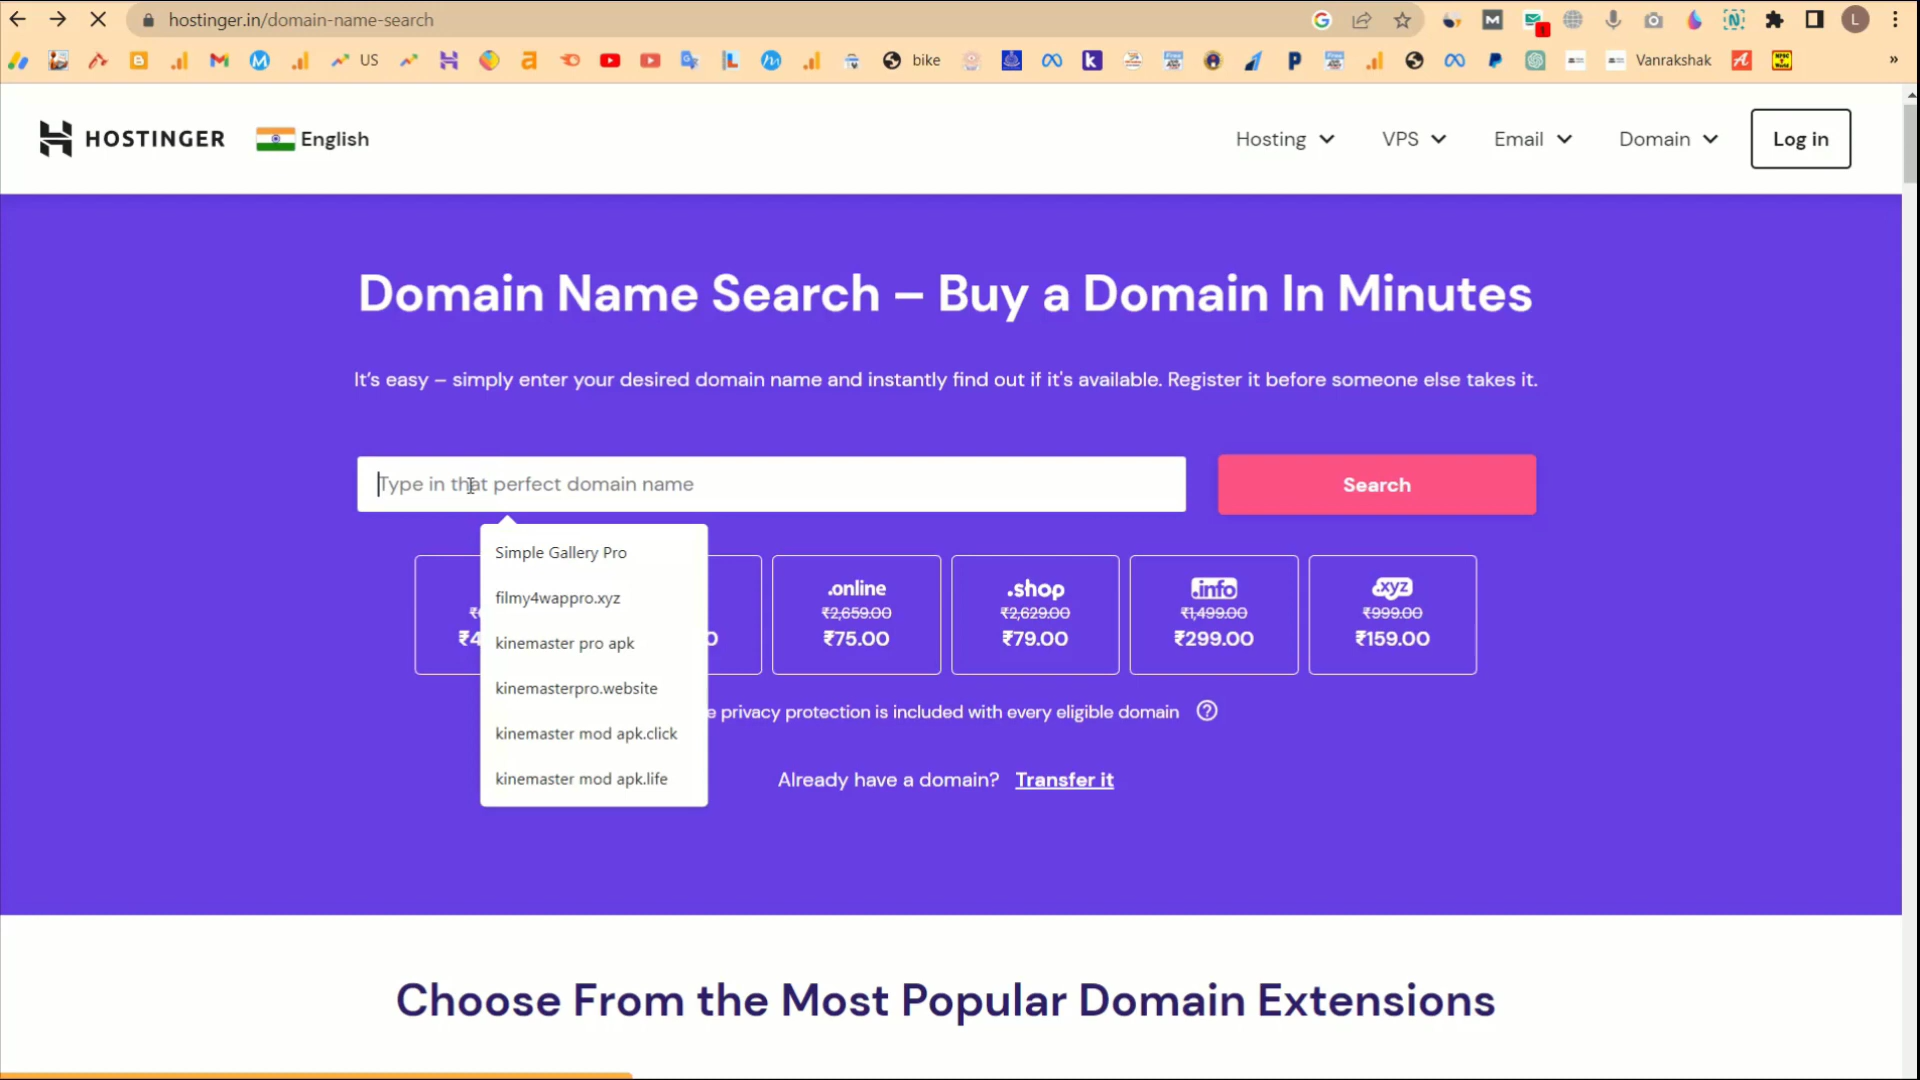 hostinger.in/domain-name-search
L
US
bike
Vanrakshak
»
HOSTINGER
English
Hosting
VPS
Email
Domain
Log in
Domain Name Search – Buy a Domain In Minutes
It's easy – simply enter your desired domain name and instantly find out if it's available. Register it before someone else takes it.
Type in that perfect domain name
Search
Simple Gallery Pro
filmy4wappro.xyz
kinemaster pro apk
kinemasterpro.website
kinemaster mod apk.click
kinemaster mod apk.life
.online
₹2,659.00
₹75.00
.shop
₹2,629.00
₹79.00
.info
₹1,499.00
₹299.00
.xyz
₹999.00
₹159.00
privacy protection is included with every eligible domain
Already have a domain? Transfer it
Choose From the Most Popular Domain Extensions